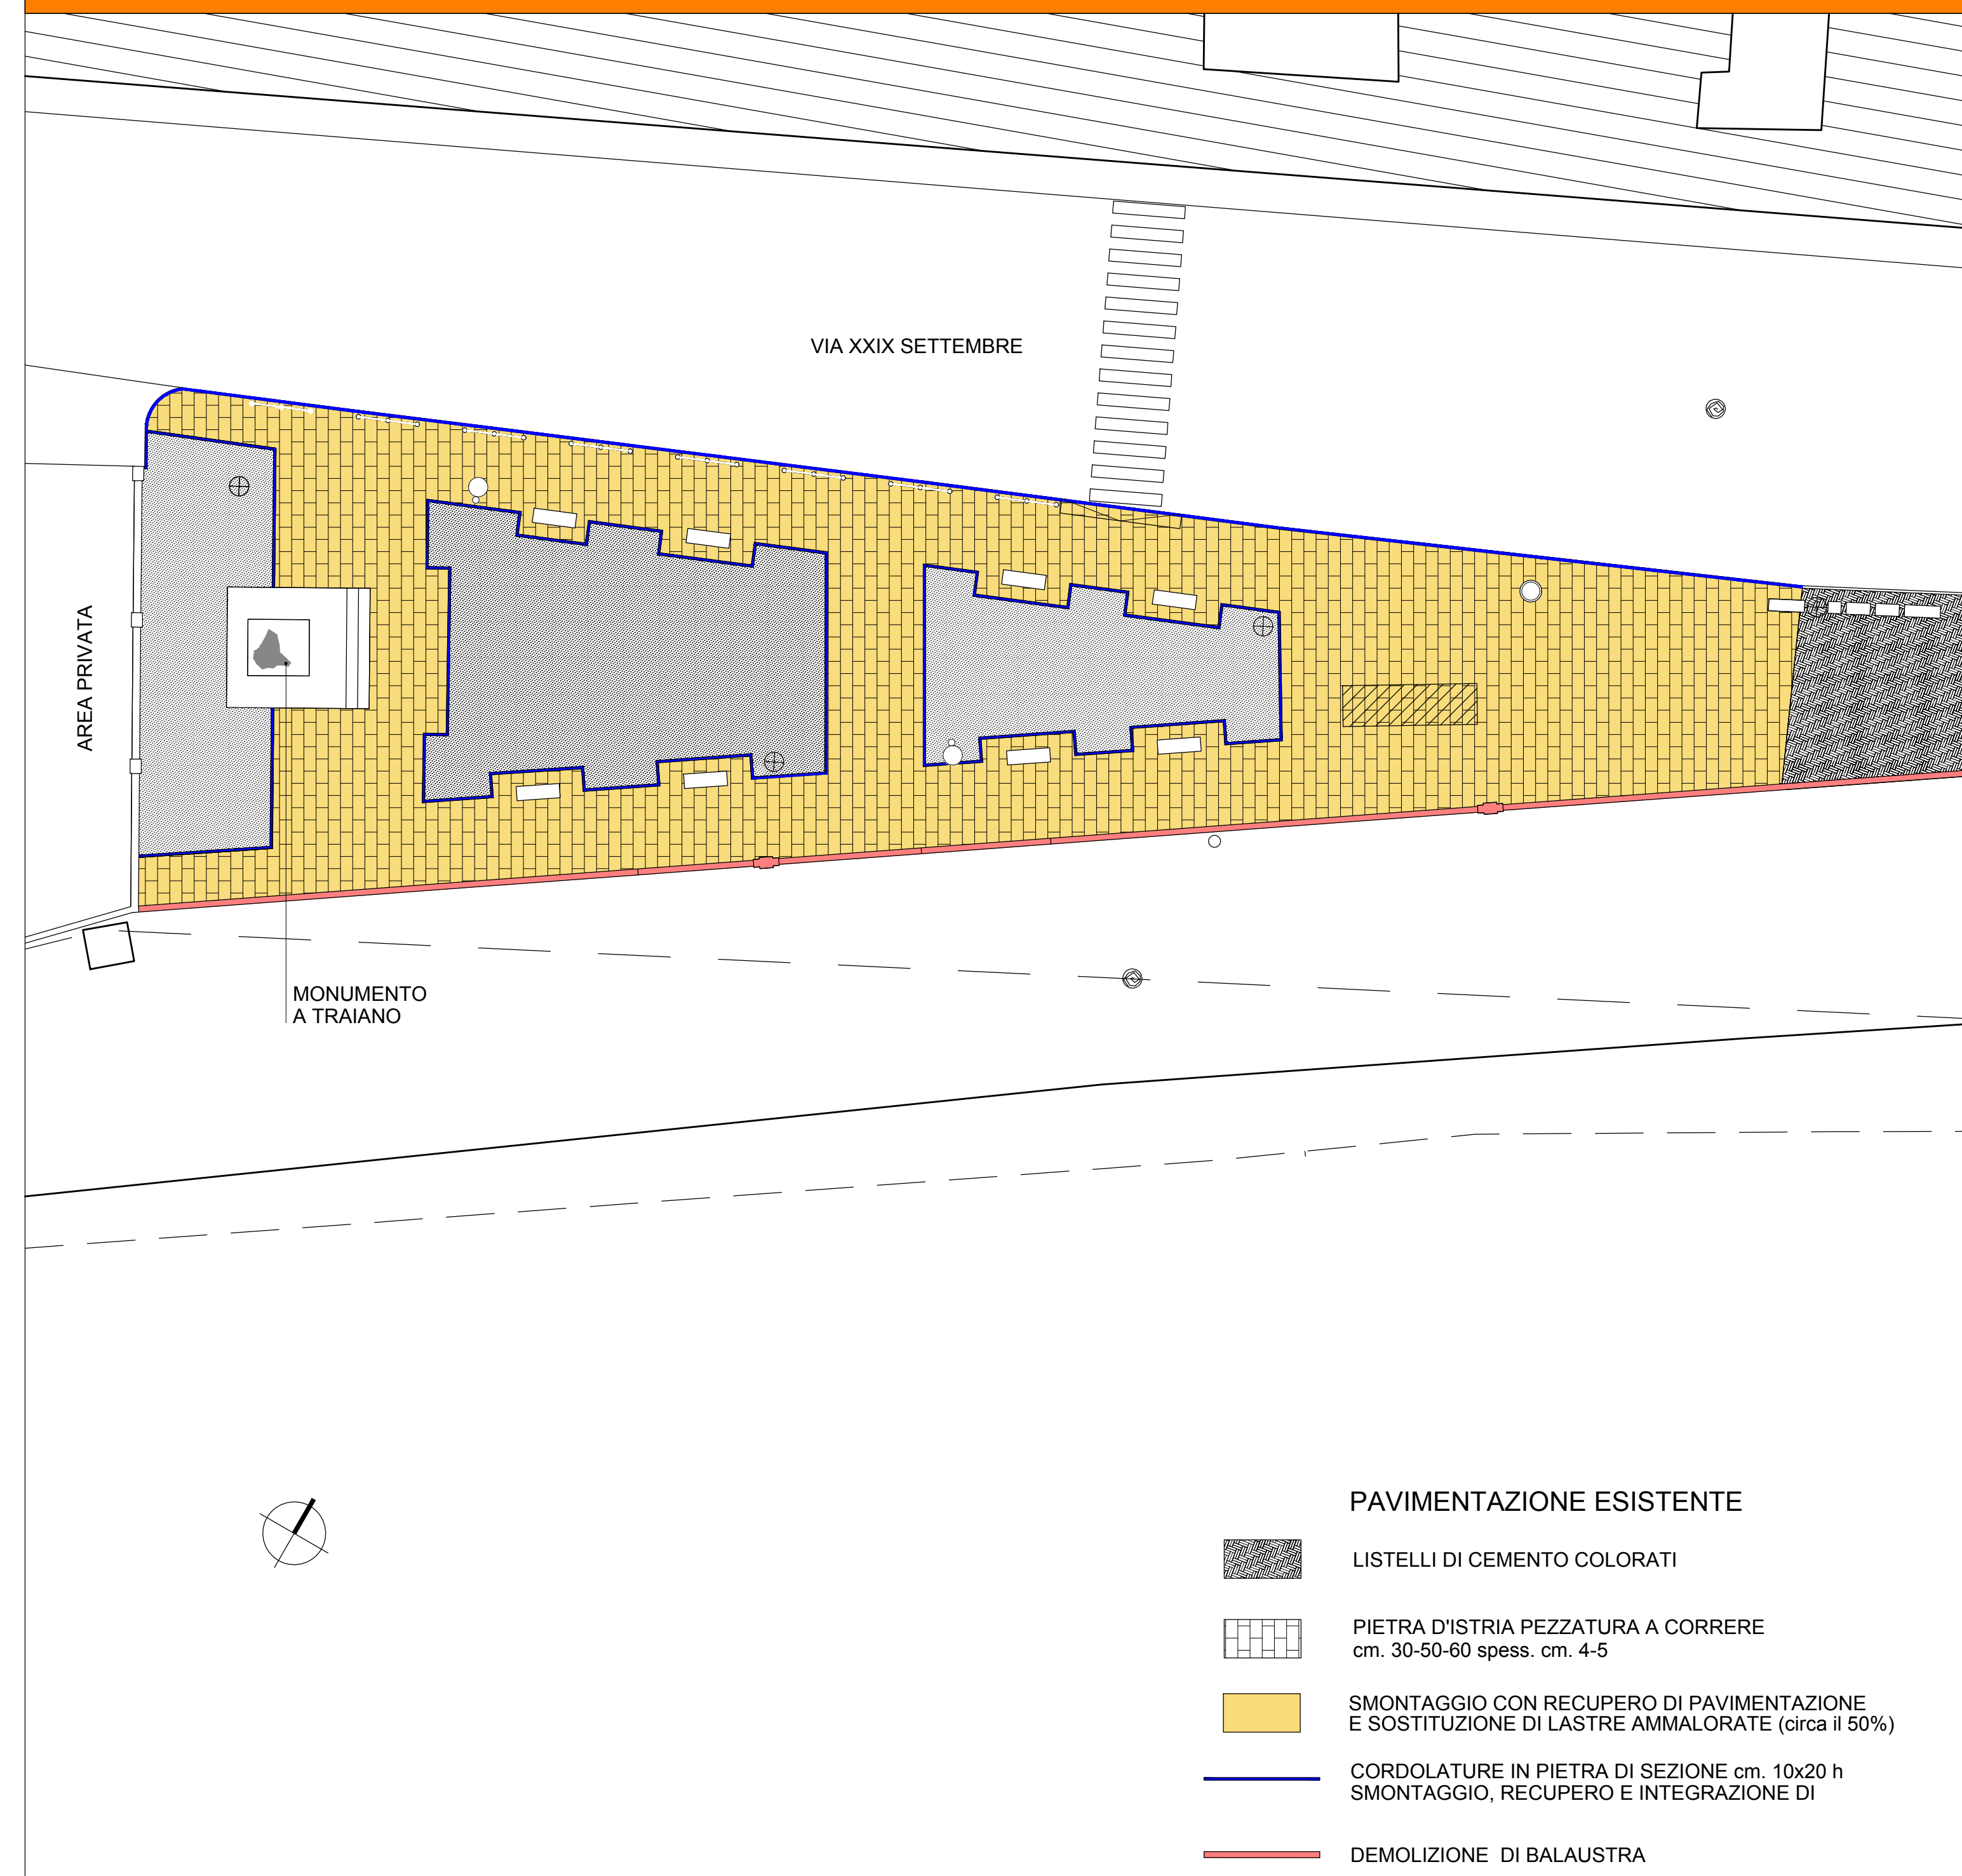 VIA XXIX SETTEMBRE
AREA PRIVATA
MONUMENTO
A TRAIANO
PAVIMENTAZIONE ESISTENTE
LISTELLI DI CEMENTO COLORATI
PIETRA D'ISTRIA PEZZATURA A CORRERE
cm. 30-50-60 spess. cm. 4-5
SMONTAGGIO CON RECUPERO DI PAVIMENTAZIONE
E SOSTITUZIONE DI LASTRE AMMALORATE (circa il 50%)
CORDOLATURE IN PIETRA DI SEZIONE cm. 10x20 h
SMONTAGGIO, RECUPERO E INTEGRAZIONE DI
DEMOLIZIONE DI BALAUSTRA